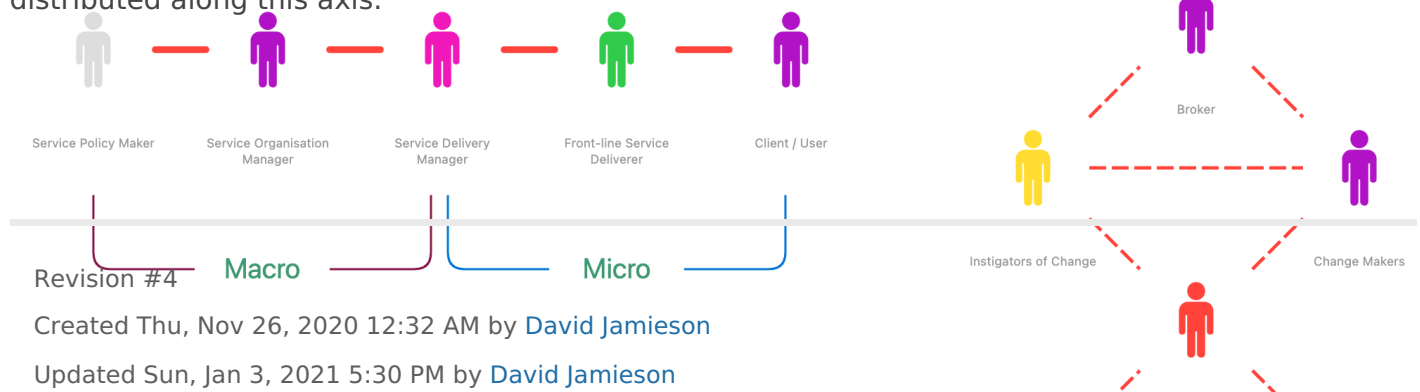 distributed along this axis.
Service Policy Maker
Service Organisation
Manager
Service Delivery
Manager
Front-line Service
Deliverer
Client / User
Broker
Macro
Micro
Instigators of Change
Change Makers
Revision #4
Created Thu, Nov 26, 2020 12:32 AM by David Jamieson
Updated Sun, Jan 3, 2021 5:30 PM by David Jamieson